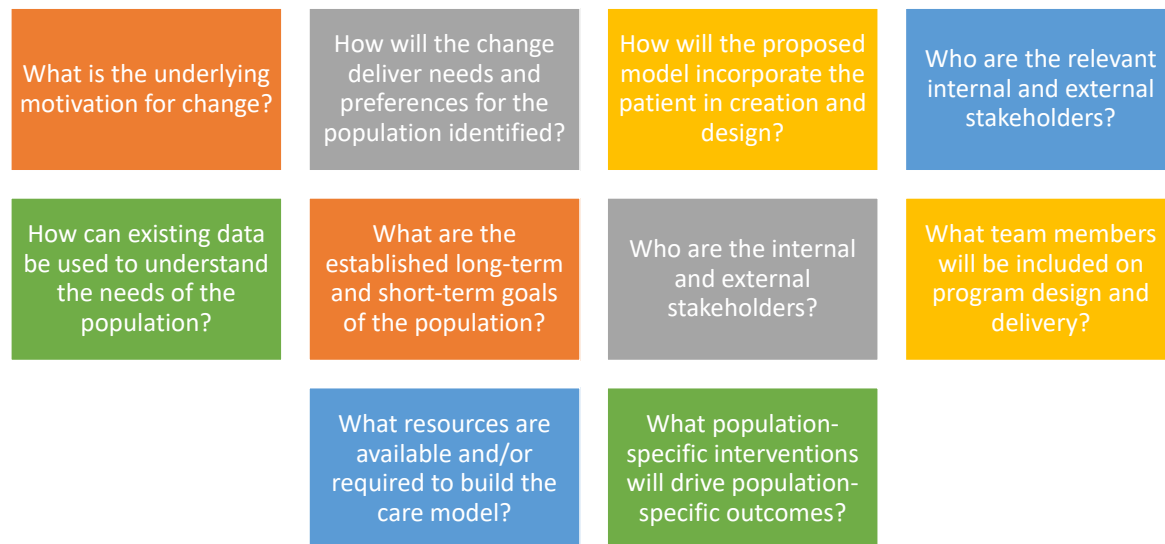 What is the underlying
motivation for change?
How will the change
deliver needs and
preferences for the
population identified?
How will the proposed
model incorporate the
patient in creation and
design?
Who are the relevant
internal and external
stakeholders?
How can existing data
be used to understand
the needs of the
population?
What are the
established long-term
and short-term goals
of the population?
Who are the internal
and external
stakeholders?
What team members
will be included on
program design and
delivery?
What resources are
available and/or
required to build the
care model?
What population-
specific interventions
will drive population-
specific outcomes?